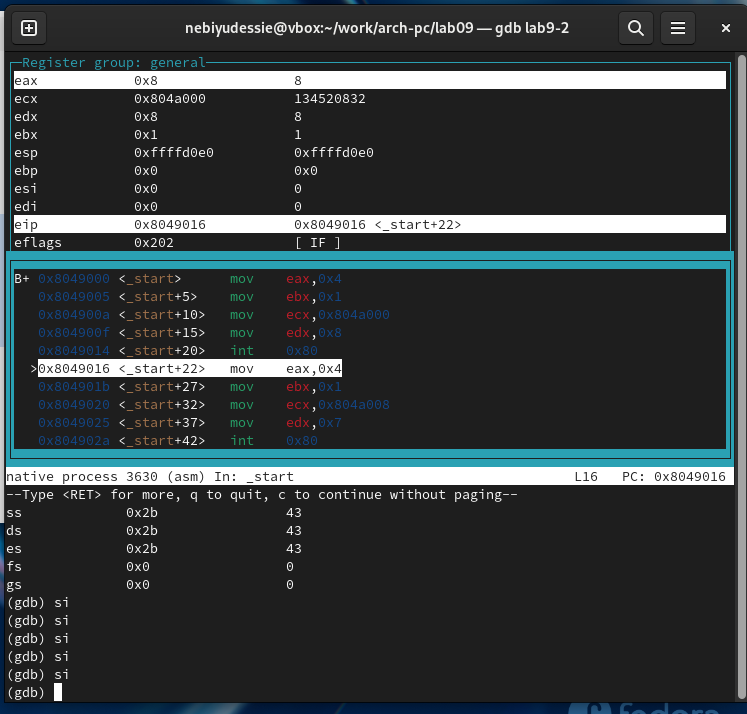 nebiyudessie@vbox:~/work/arch-pc/lab09 — gdb lab9-2
Register group: general
eax 0x8 8
ecx 0x804a000 134520832
edx 0x8 8
ebx 0x1 1
esp 0xffffd0e0 0xffffd0e0
ebp 0x0 0x0
esi 0x0 0
edi 0x0 0
eip 0x8049016 0x8049016 <_start+22>
eflags 0x202 [ IF ]
B+ 0x8049000 <_start> mov eax,0x4
0x8049005 <_start+5> mov ebx,0x1
0x804900a <_start+10> mov ecx,0x804a000
0x804900f <_start+15> mov edx,0x8
0x8049014 <_start+20> int 0x80
>0x8049016 <_start+22> mov eax,0x4
0x804901b <_start+27> mov ebx,0x1
0x8049020 <_start+32> mov ecx,0x804a008
0x8049025 <_start+37> mov edx,0x7
0x804902a <_start+42> int 0x80
native process 3630 (asm) In: _start L16 PC: 0x8049016
--Type <RET> for more, q to quit, c to continue without paging--
ss 0x2b 43
ds 0x2b 43
es 0x2b 43
fs 0x0 0
gs 0x0 0
(gdb) si
(gdb) si
(gdb) si
(gdb) si
(gdb) si
(gdb)
fedora